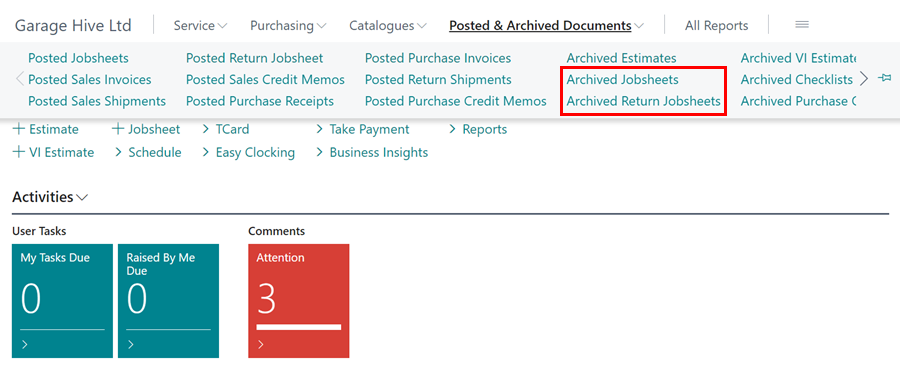 Garage Hive Ltd Service Purchasing Catalogues Posted & Archived Documents All Reports
Posted Jobsheets Posted Return Jobsheet Posted Purchase Invoices Archived Estimates Archived VI Estimat
Posted Sales Invoices Posted Sales Credit Memos Posted Return Shipments Archived Jobsheets Archived Checklists
Posted Sales Shipments Posted Purchase Receipts Posted Purchase Credit Memos Archived Return Jobsheets Archived Purchase
+ Estimate + Jobsheet > TCard > Take Payment > Reports
+ VI Estimate > Schedule > Easy Clocking > Business Insights
Activities
User Tasks Comments
My Tasks Due Raised By Me Due Attention
0 0 3